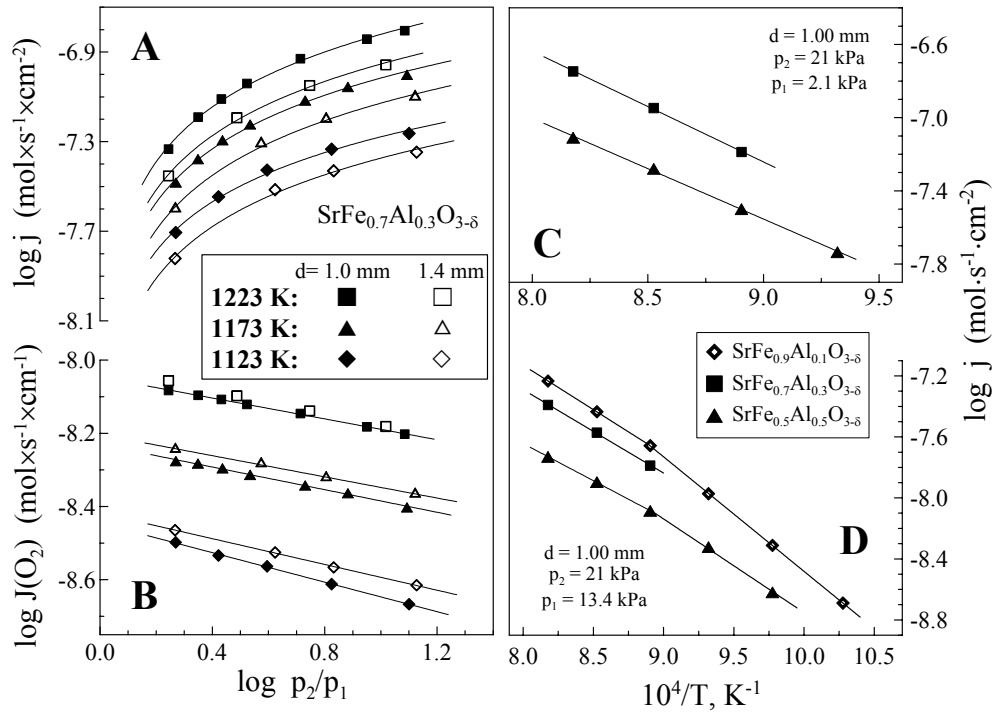 A
-6.9
-7.3
-7.7
-8.1
log j (mol×s⁻¹×cm⁻²)
SrFe₀.₇Al₀.₃O₃₋δ
d= 1.0 mm 1.4 mm
1223 K:
1173 K:
1123 K:
B
-8.0
-8.2
-8.4
-8.6
log J(O₂) (mol×s⁻¹×cm⁻¹)
0.0 0.4 0.8 1.2
log p₂/p₁
C
d = 1.00 mm
p₂ = 21 kPa
p₁ = 2.1 kPa
-6.6
-7.0
-7.4
-7.8
8.0 8.5 9.0 9.5
log j (mol·s⁻¹·cm⁻²)
SrFe₀.₉Al₀.₁O₃₋δ
SrFe₀.₇Al₀.₃O₃₋δ
SrFe₀.₅Al₀.₅O₃₋δ
D
d = 1.00 mm
p₂ = 21 kPa
p₁ = 13.4 kPa
-7.2
-7.6
-8.0
-8.4
-8.8
8.0 8.5 9.0 9.5 10.0 10.5
10⁴/T, K⁻¹